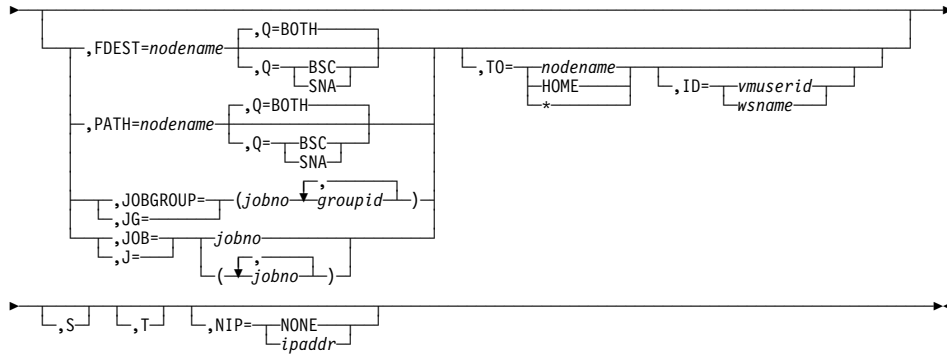 ,Q=BOTH
,FDEST=nodename
,Q= BSC
SNA
,TO= nodename
HOME
*
,ID= vmuserid
wsname
,Q=BOTH
,PATH=nodename
,Q= BSC
SNA
,
,JOBGROUP= (jobno groupid )
,JG=
,JOB= jobno
,J=
,
( jobno )
,S ,T ,NIP= NONE
ipaddr